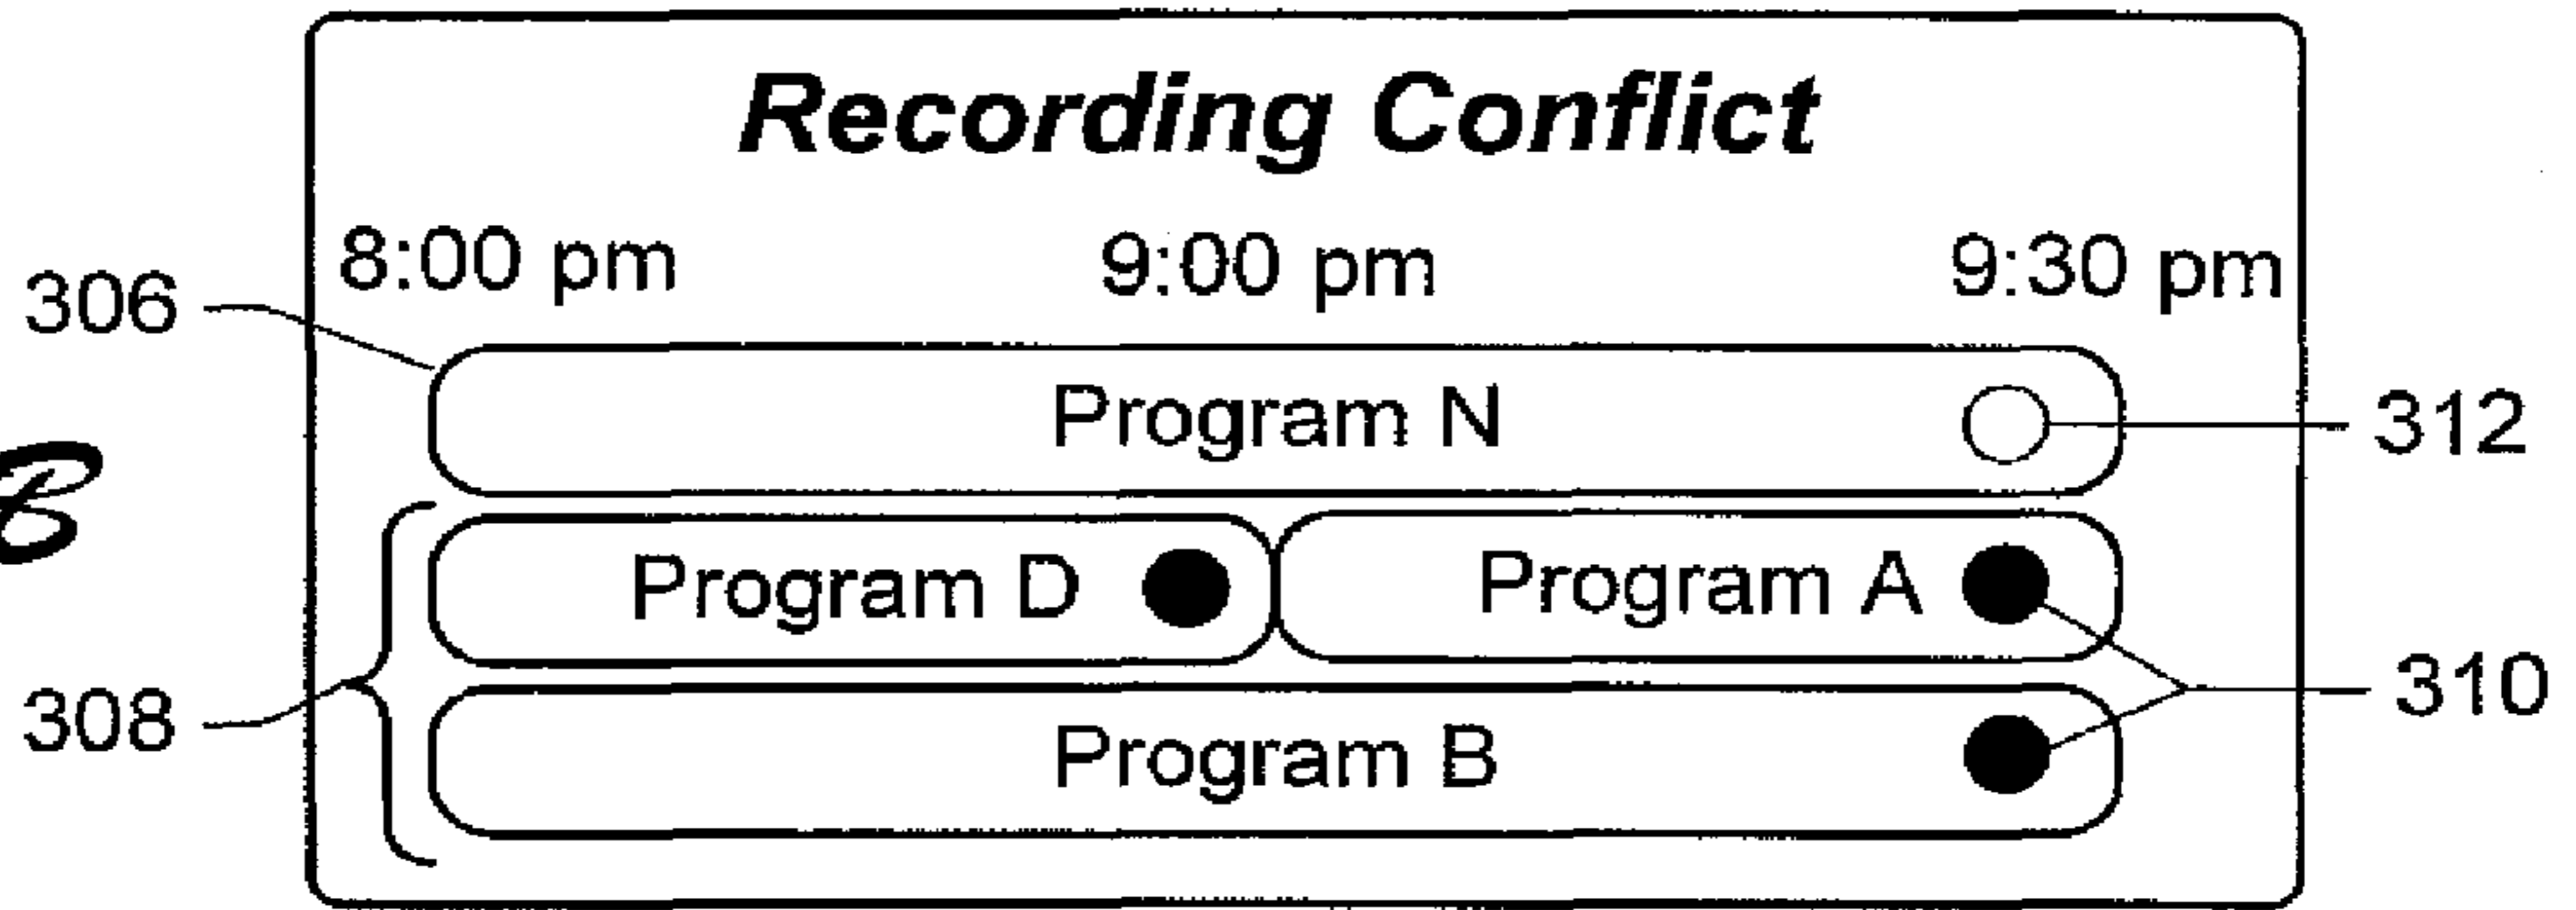 Recording Conflict
8:00 pm 9:00 pm 9:30 pm
306
Program N
312
B
Program D Program A
308
310
Program B